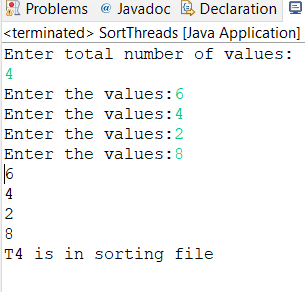 Problems @ Javadoc Declaration
<terminated> SortThreads [Java Application]
Enter total number of values:
4
Enter the values:6
Enter the values:4
Enter the values:2
Enter the values:8
6
4
2
8
T4 is in sorting file